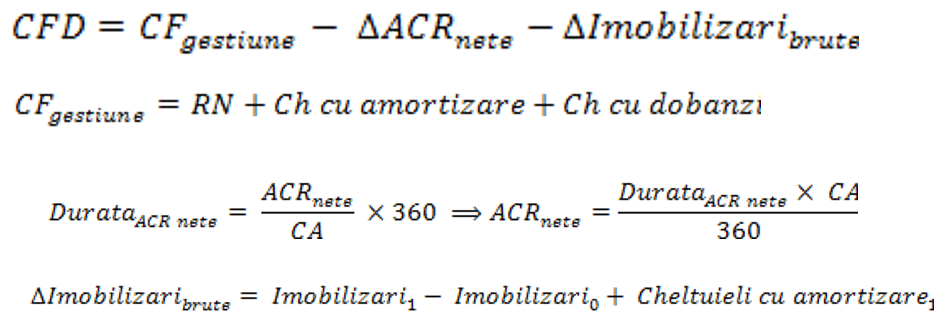 CFD = CF_gestiune − ΔACR_nete − ΔImobilizari_brute
CF_gestiune = RN + Ch cu amortizare + Ch cu dobanzi
Durata_ACR nete = ACR_nete / CA × 360 ⟹ ACR_nete = Durata_ACR nete × CA / 360
ΔImobilizari_brute = Imobilizari_1 − Imobilizari_0 + Cheltuieli cu amortizare_1